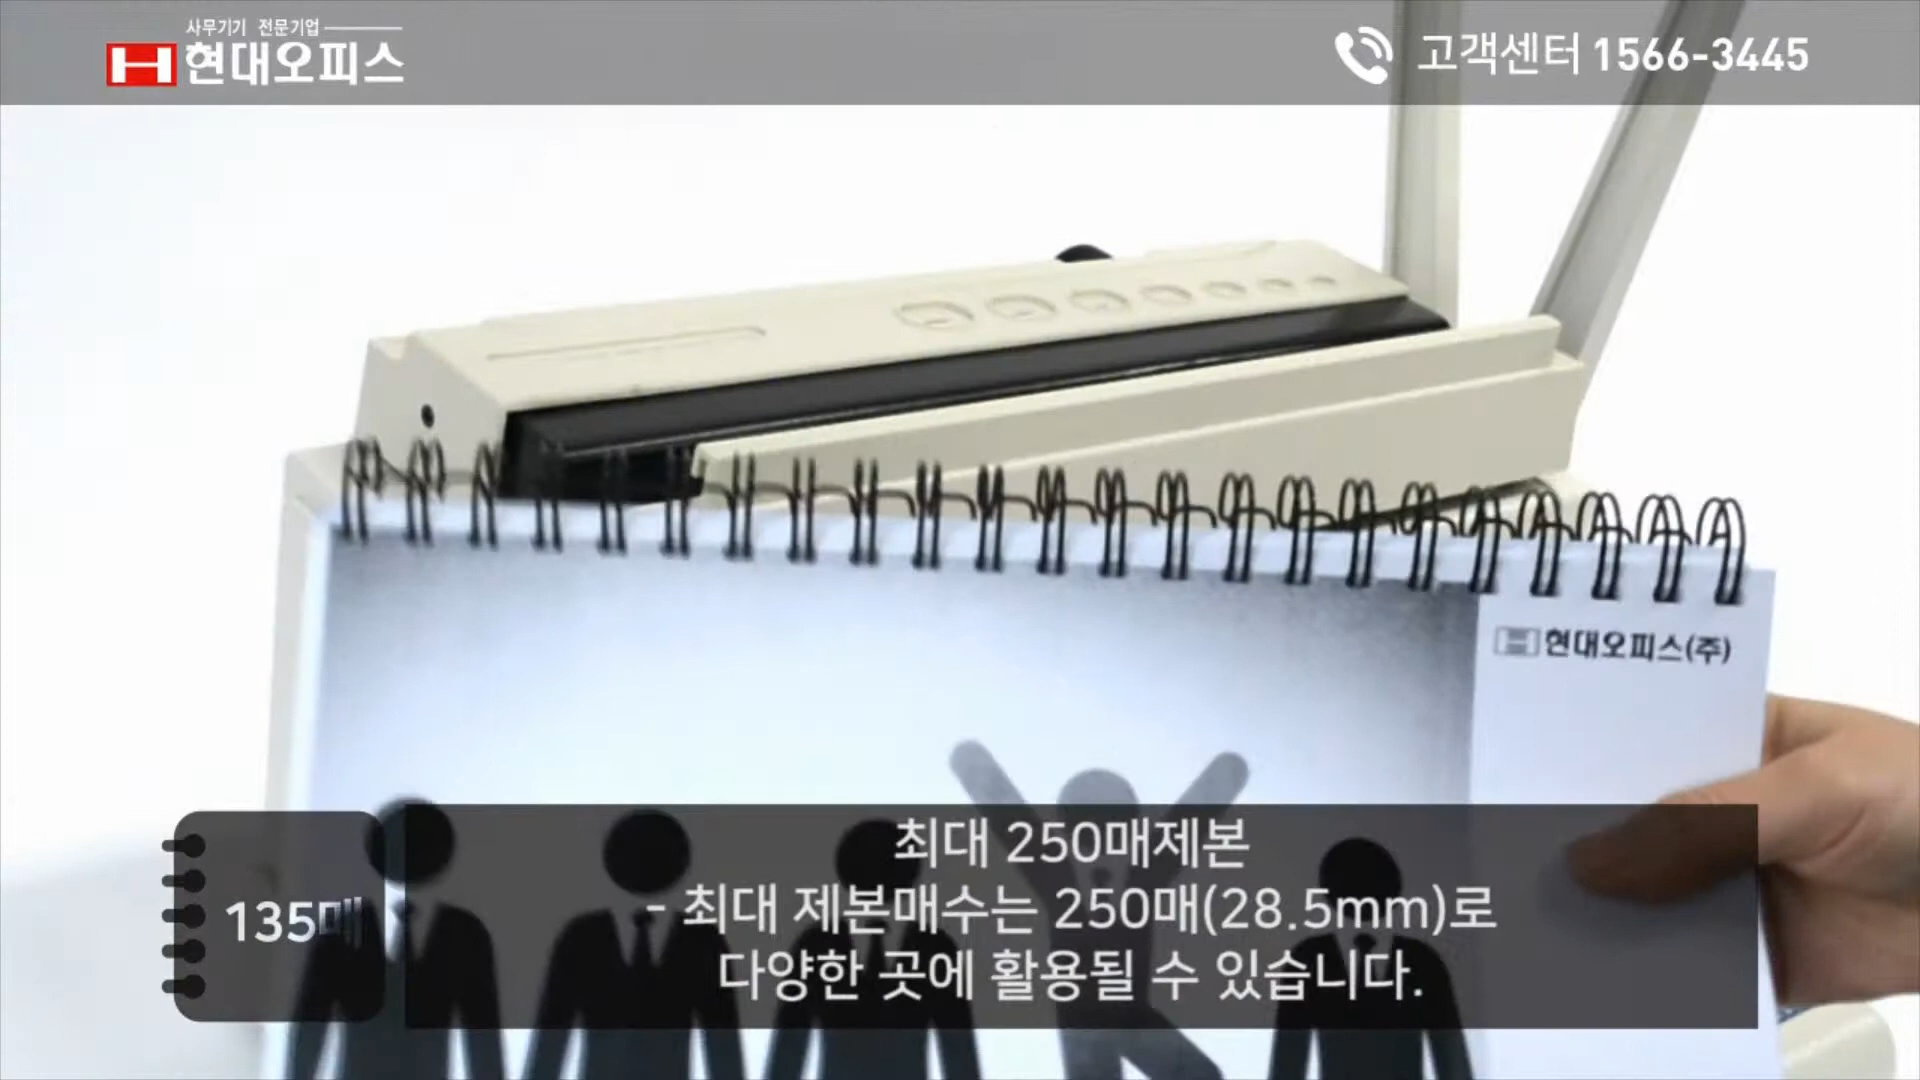 사무기기 전문기업
현대오피스
고객센터 1566-3445
현대오피스(주)
135매
최대 250매제본
- 최대 제본매수는 250매(28.5mm)로
다양한 곳에 활용될 수 있습니다.